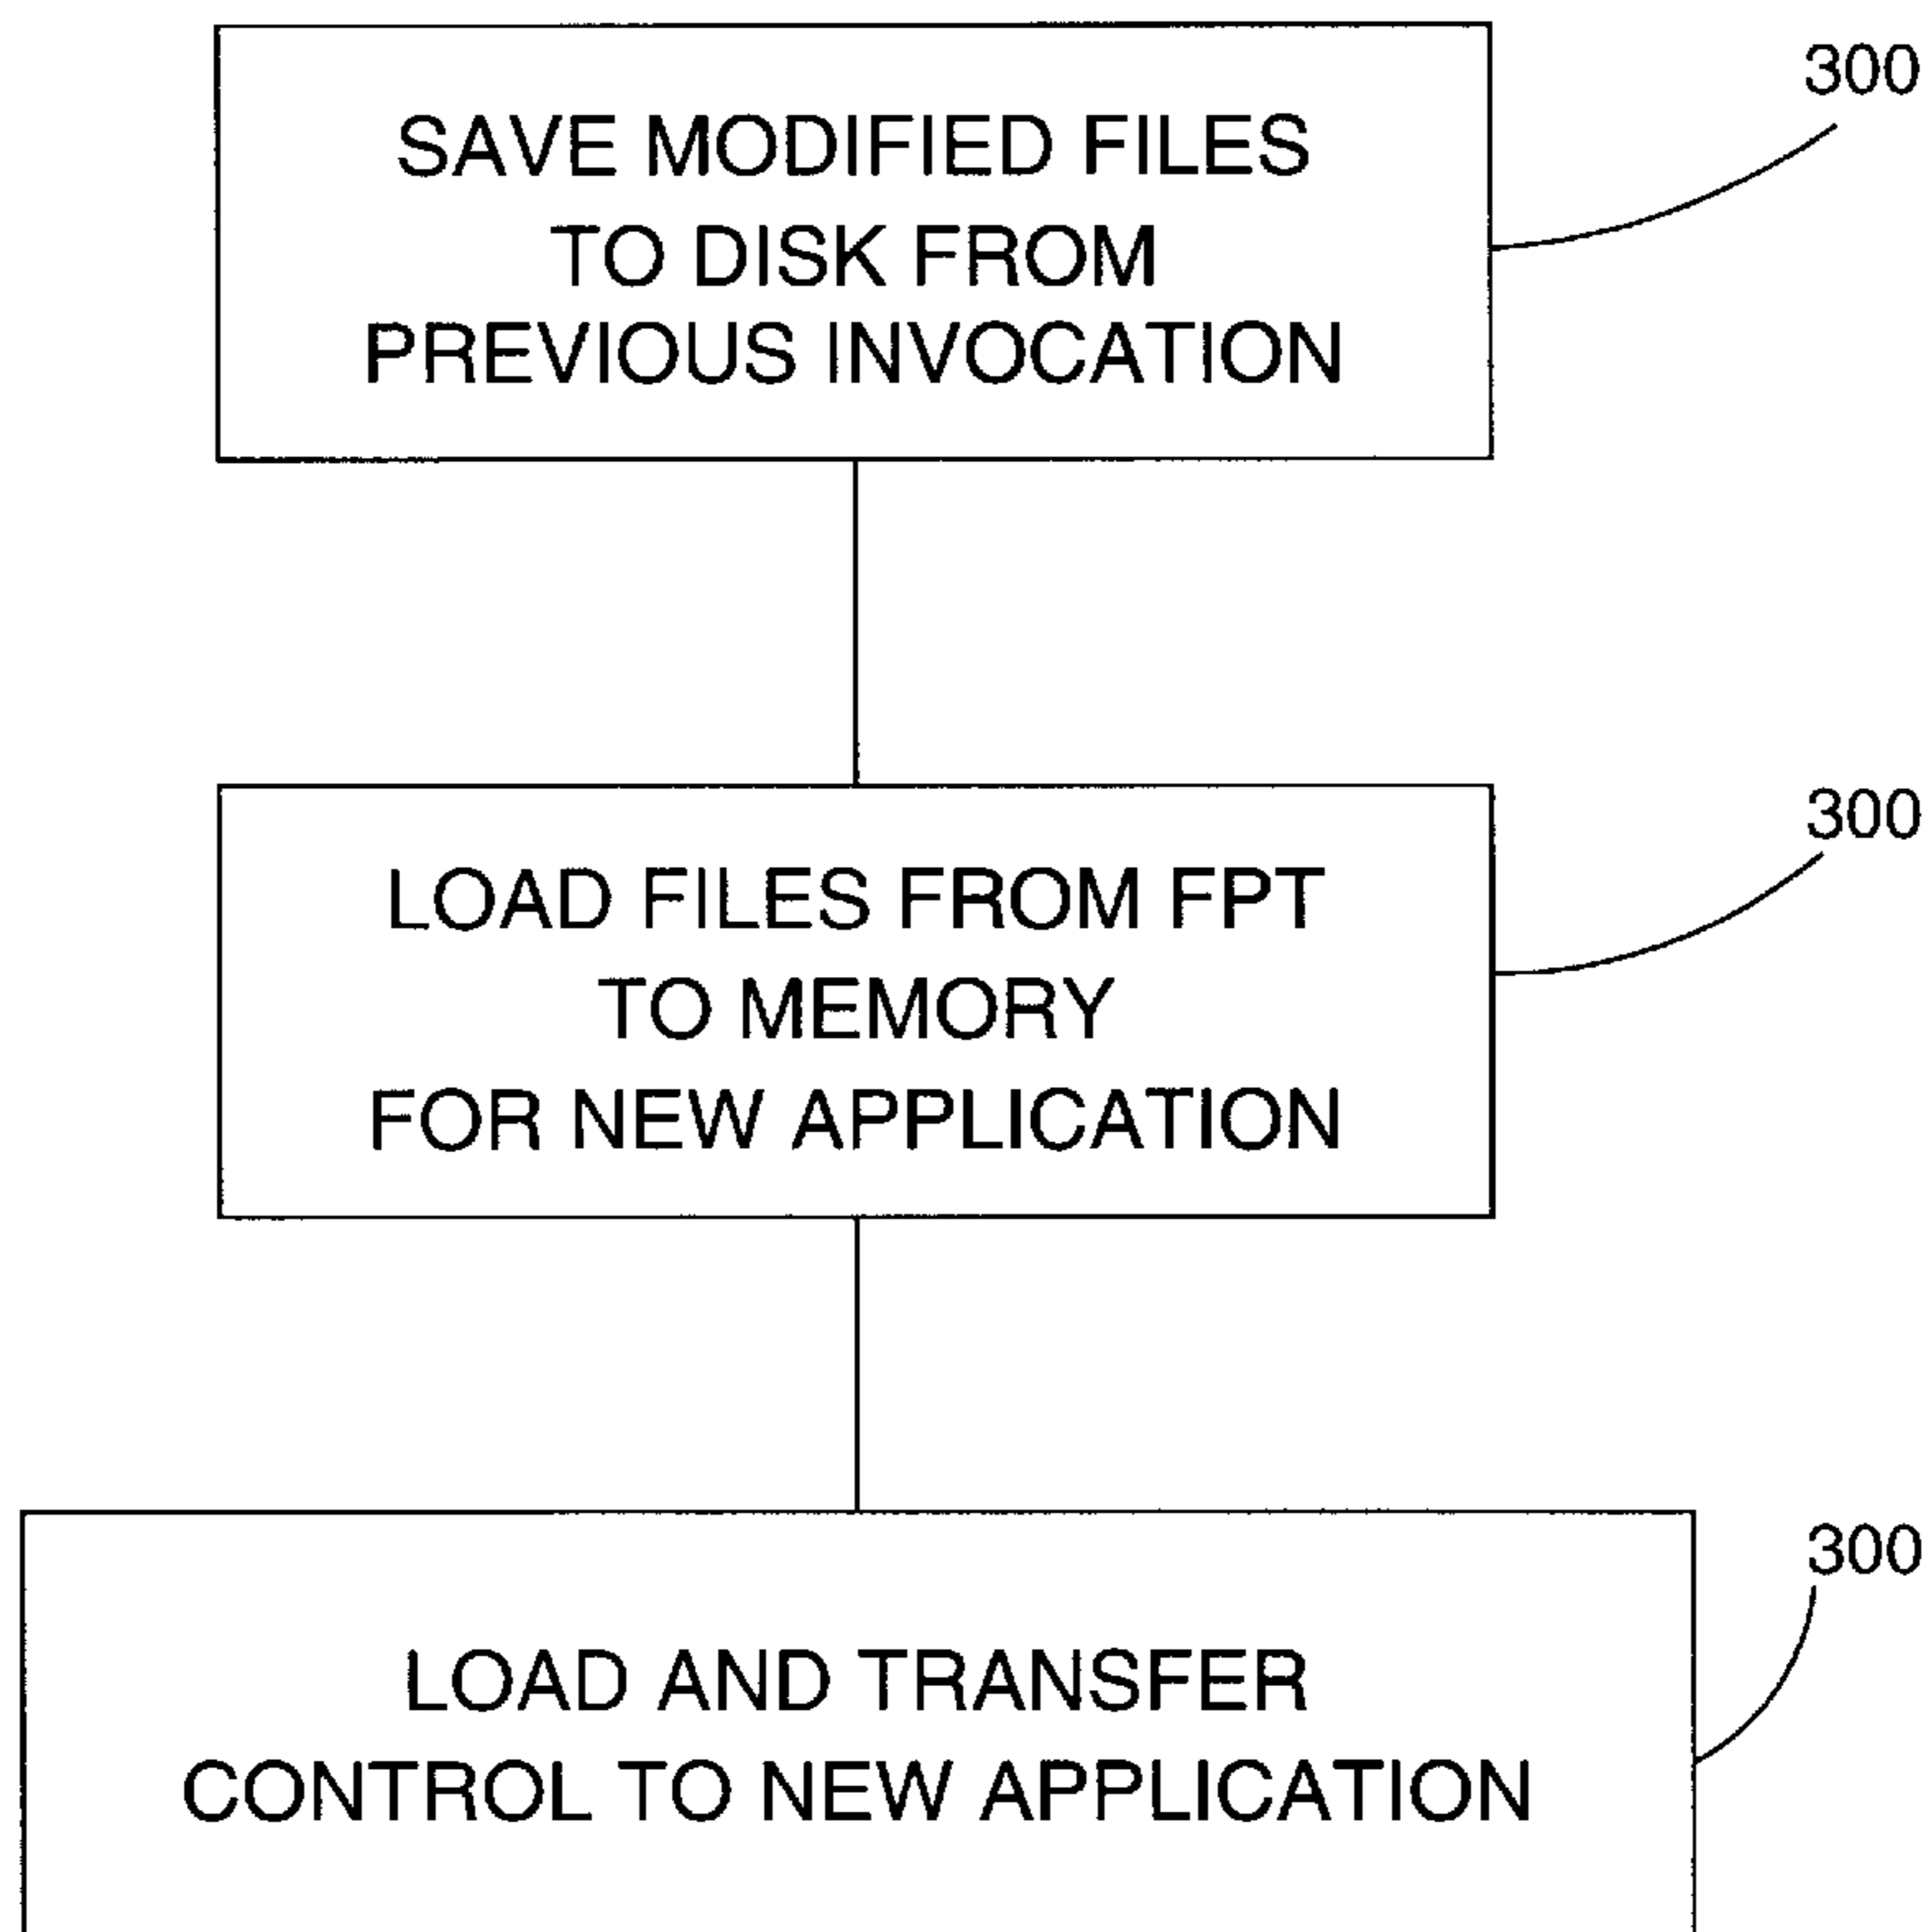 300
SAVE MODIFIED FILES
TO DISK FROM
PREVIOUS INVOCATION
300
LOAD FILES FROM FPT
TO MEMORY
FOR NEW APPLICATION
300
LOAD AND TRANSFER
CONTROL TO NEW APPLICATION